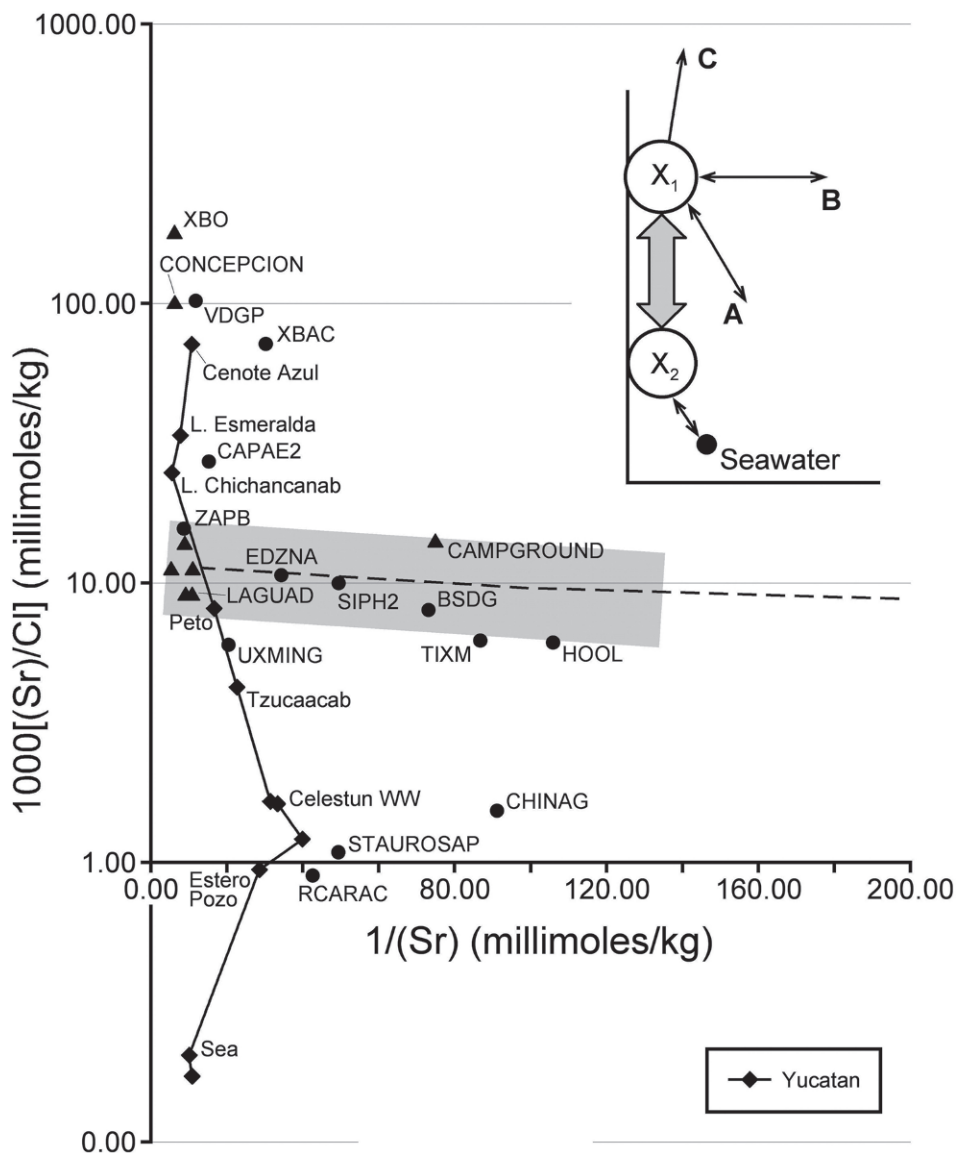 1000.00
100.00
10.00
1.00
0.00
1000[(Sr)/Cl] (millimoles/kg)
XBO
CONCEPCION
VDGP
XBAC
Cenote Azul
L. Esmeralda
CAPAE2
L. Chichancanab
ZAPB
EDZNA
CAMPGROUND
LAGUAD
SIPH2
BSDG
Peto
UXMING
TIXM
HOOL
Tzucaacab
Celestun WW
CHINAG
STAUROSAP
Estero
Pozo
RCARAC
Sea
0.00 80.00 120.00 160.00 200.00
1/(Sr) (millimoles/kg)
C
X₁
B
A
X₂
Seawater
Yucatan